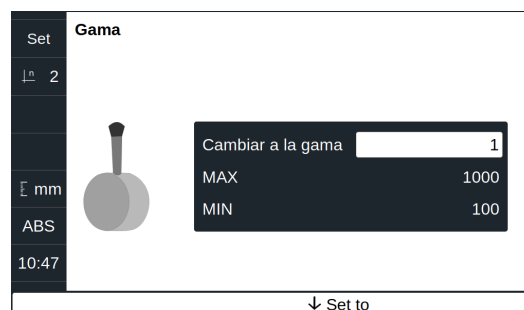 Set
Gama
n 2
Cambiar a la gama 1
MAX 1000
MIN 100
mm
ABS
10:47
Set to